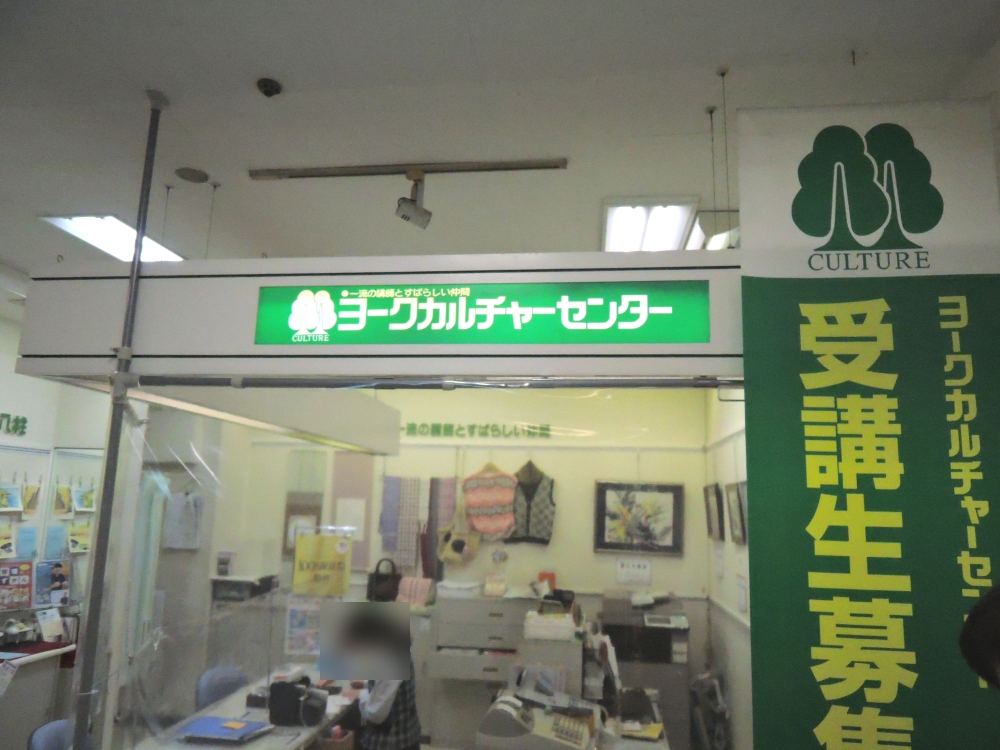 一流の講師とすばらしい仲間
ヨークカルチャーセンター
CULTURE
一流の講師とすばらしい仲間
CULTURE
ヨークカルチャーセン
受講生募集